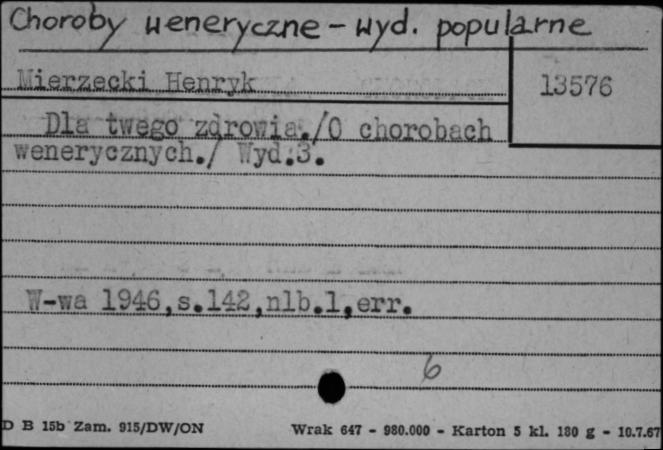 Choroby weneryczne - wyd. popularne
Mierzecki Henryk
13576
Dla twego zdrowia./O chorobach
wenerycznych./ Wyd.3.
W-wa 1946,s.142,nlb.1,err.
6
D B 15b Zam. 915/DW/ON
Wrak 647 - 980.000 - Karton 5 kl. 180 g - 10.7.67